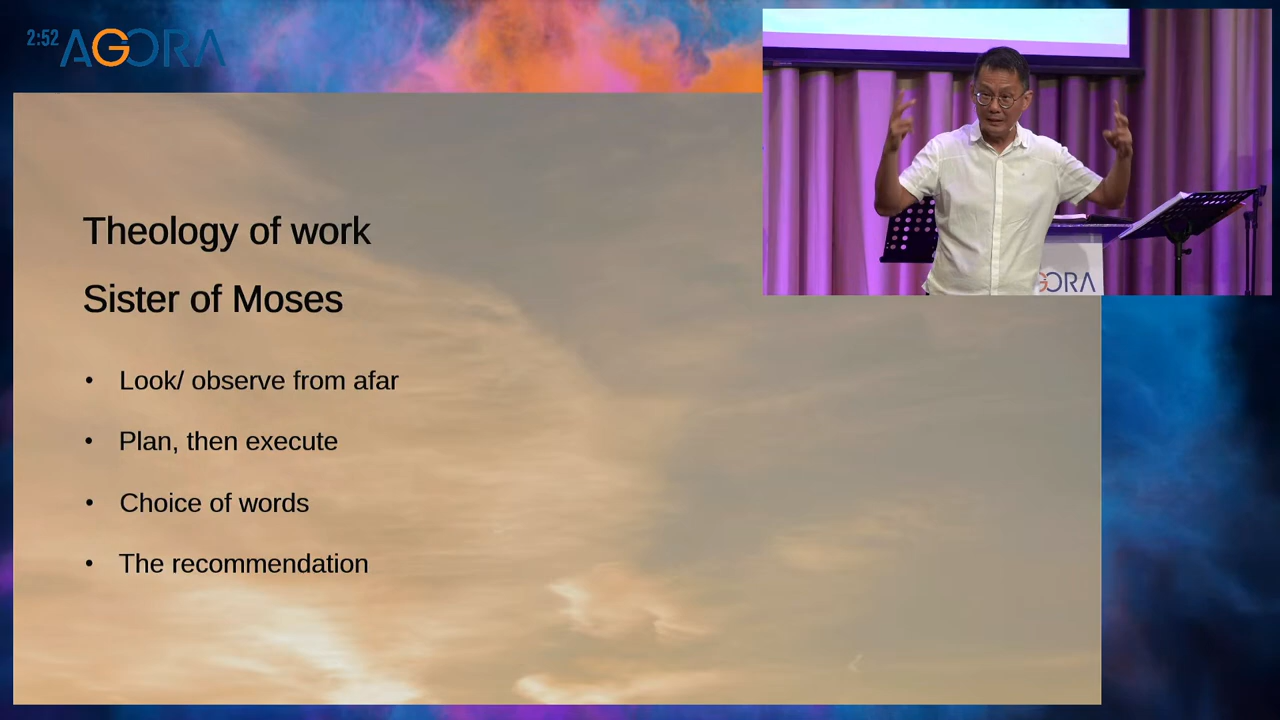 2:52 AGORA
Theology of work
Sister of Moses
• Look/ observe from afar
• Plan, then execute
• Choice of words
• The recommendation
GORA